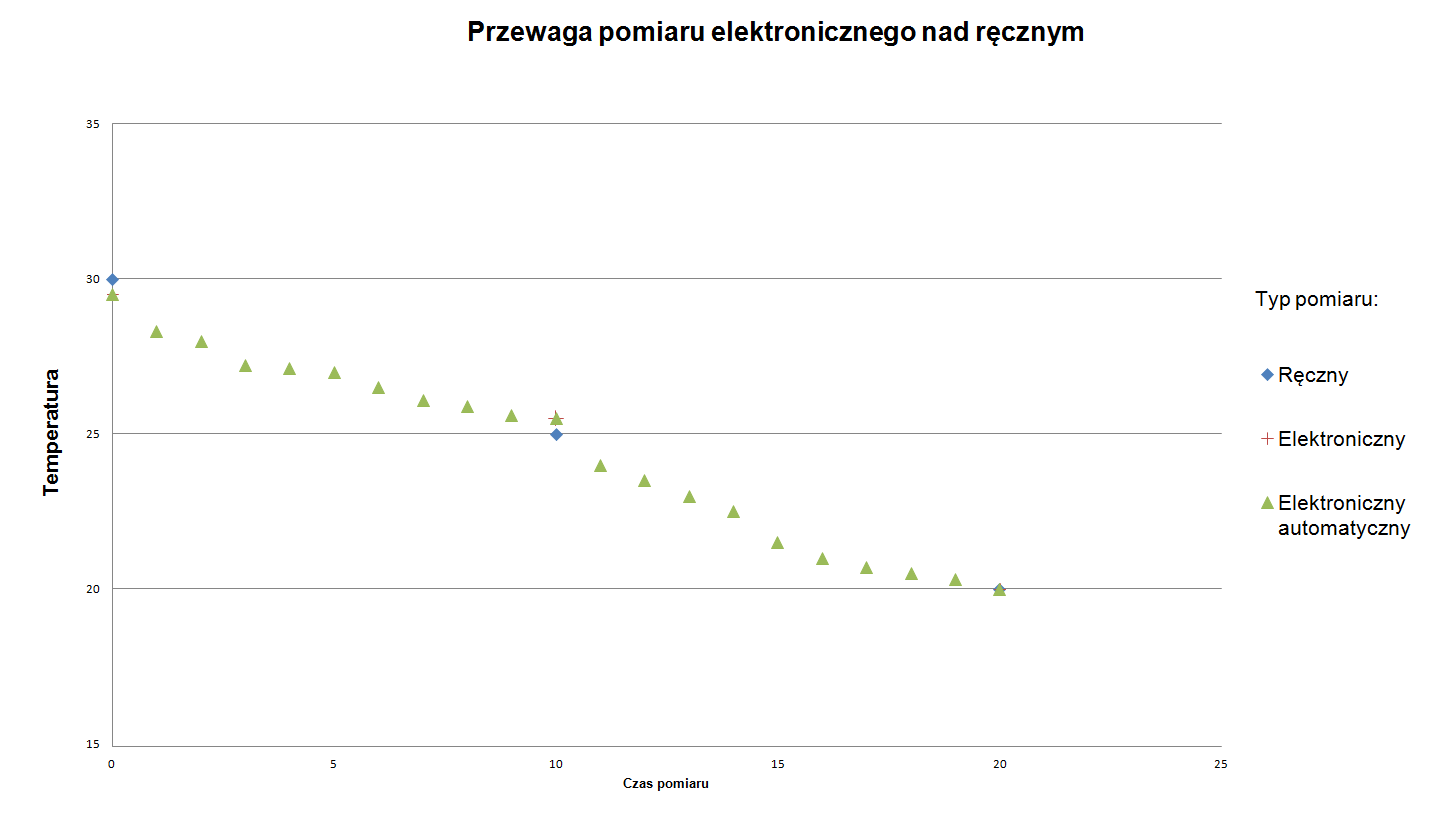 Przewaga pomiaru elektronicznego nad ręcznym
35
30
25
20
15
Temperatura
0 5 10 15 20 25
Czas pomiaru
Typ pomiaru:
Ręczny
Elektroniczny
Elektroniczny
automatyczny